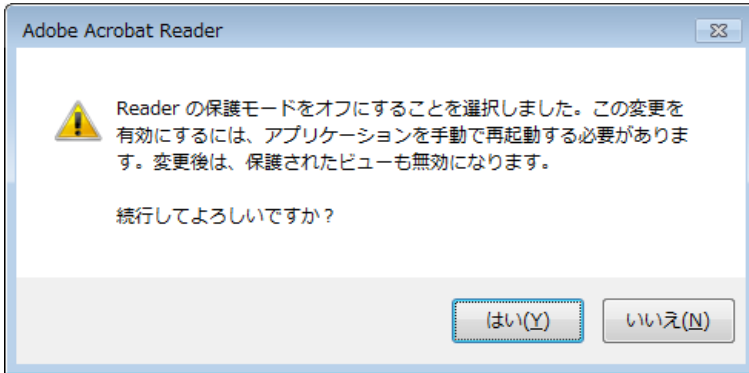 Adobe Acrobat Reader
Reader の保護モードをオフにすることを選択しました。この変更を
有効にするには、アプリケーションを手動で再起動する必要がありま
す。変更後は、保護されたビューも無効になります。
続行してよろしいですか？
はい(Y)
いいえ(N)